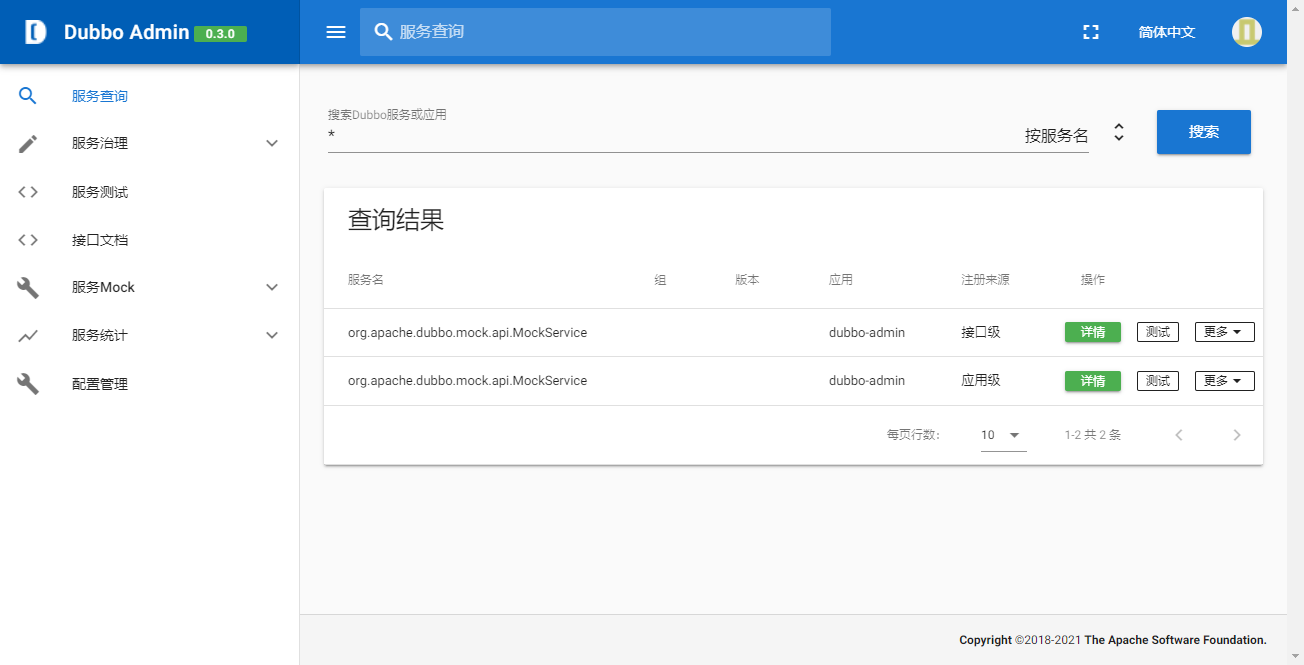 Dubbo Admin 0.3.0
服务查询
简体中文
服务查询
服务治理
服务测试
接口文档
服务Mock
服务统计
配置管理
搜索Dubbo服务或应用
* 按服务名 搜索
查询结果
服务名 组 版本 应用 注册来源 操作
org.apache.dubbo.mock.api.MockService dubbo-admin 接口级 详情 测试 更多
org.apache.dubbo.mock.api.MockService dubbo-admin 应用级 详情 测试 更多
每页行数: 10 1-2 共 2 条
Copyright ©2018-2021 The Apache Software Foundation.